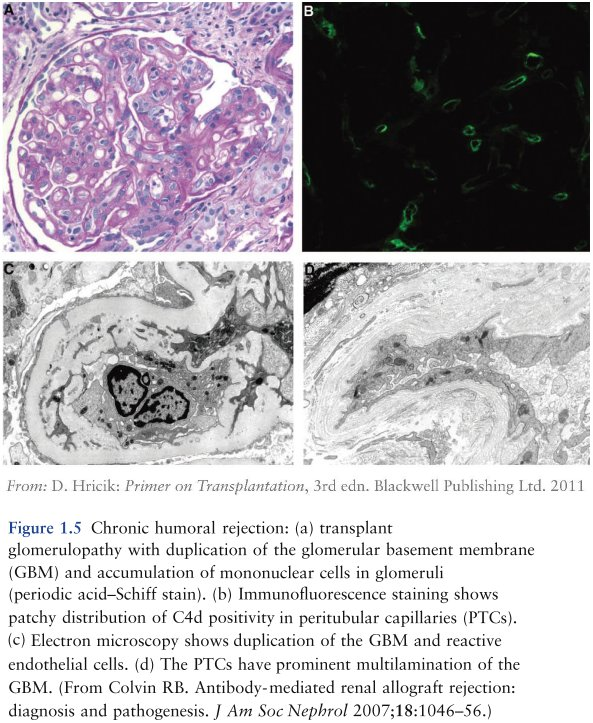 A
B
C
D
From: D. Hricik: Primer on Transplantation, 3rd edn. Blackwell Publishing Ltd. 2011
Figure 1.5 Chronic humoral rejection: (a) transplant
glomerulopathy with duplication of the glomerular basement membrane
(GBM) and accumulation of mononuclear cells in glomeruli
(periodic acid–Schiff stain). (b) Immunofluorescence staining shows
patchy distribution of C4d positivity in peritubular capillaries (PTCs).
(c) Electron microscopy shows duplication of the GBM and reactive
endothelial cells. (d) The PTCs have prominent multilamination of the
GBM. (From Colvin RB. Antibody-mediated renal allograft rejection:
diagnosis and pathogenesis. J Am Soc Nephrol 2007;18:1046–56.)